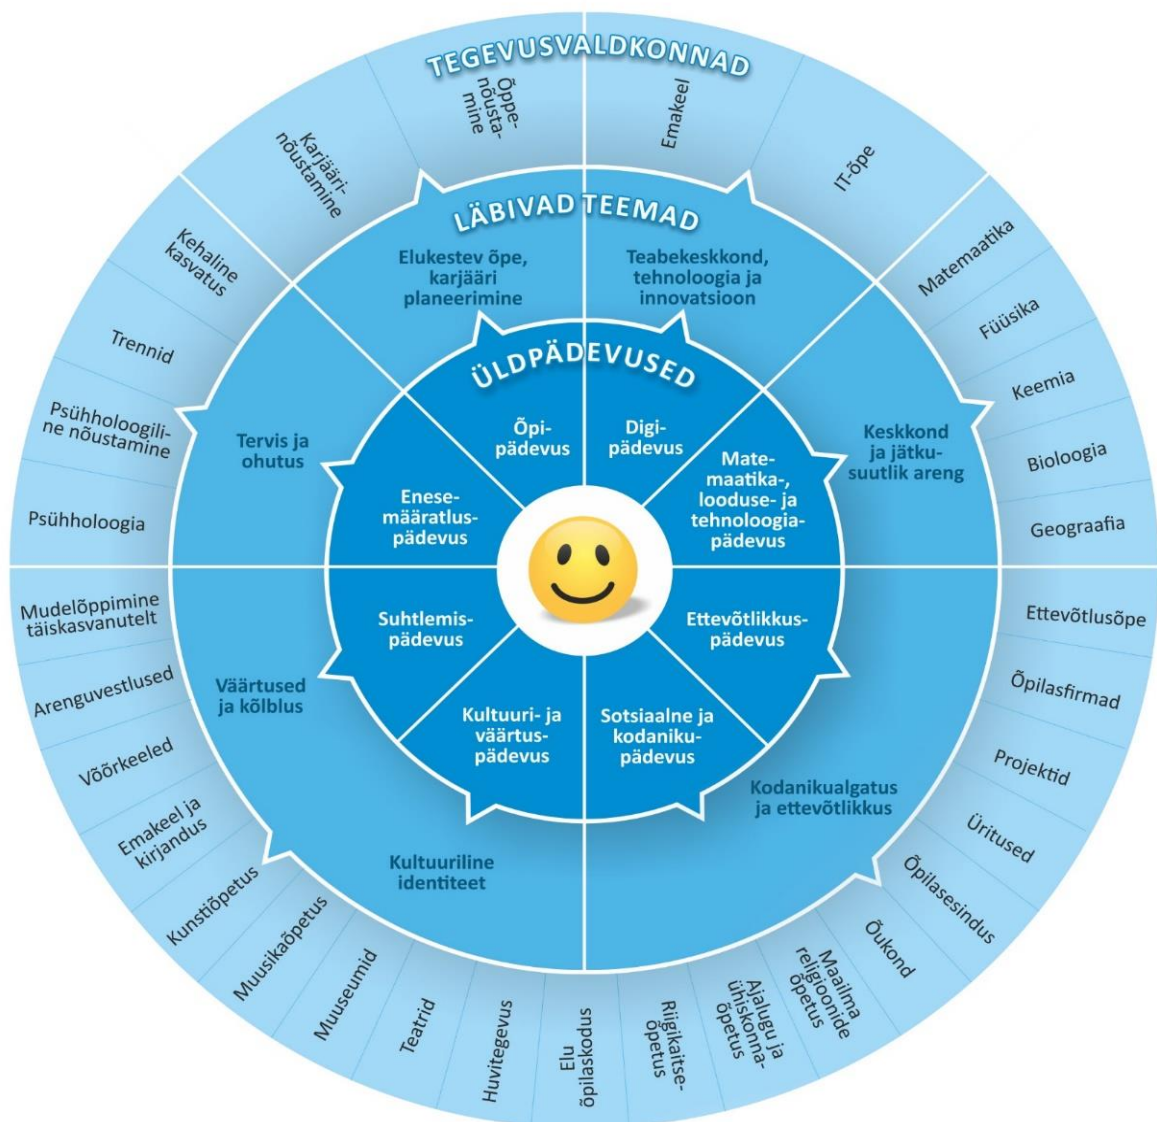 TEGEVUSVALDKONNAD
Õppe-
nõusta-
mine
Emakeel
IT-õpe
Matemaatika
Füüsika
Keemia
Bioloogia
Geograafia
Ettevõtlusõpe
Õpilasfirmad
Projektid
Üritused
Õpilasesindus
Õukond
Maailma
religioonide
õpetus
Ajalugu ja
ühiskonna-
õpetus
Riigikaitse-
õpetus
Elu
õpilaskodus
Huvitegevus
Teatrid
Muuseumid
Muusikaõpetus
Kunstiõpetus
Emakeel ja
kirjandus
Võõrkeeled
Arenguvestlused
Mudelõppimine
täiskasvanutelt
Psühholoogia
Psühholoogili-
ne nõustamine
Trennid
Kehaline
kasvatus
Karjääri-
nõustamine
LÄBIVAD TEEMAD
Elukestev õpe,
karjääri
planeerimine
Teabekeskkond,
tehnoloogia ja
innovatsioon
Keskkond
ja jätku-
suutlik areng
Kodanikualgatus
ja ettevõtlikkus
Kultuuriline
identiteet
Väärtused
ja kõlblus
Tervis ja
ohutus
ÜLDPÄDEVUSED
Õpi-
pädevus
Digi-
pädevus
Mate-
maatika-,
looduse- ja
tehnoloogia-
pädevus
Ettevõtlikkus-
pädevus
Sotsiaalne ja
kodaniku-
pädevus
Kultuuri- ja
väärtus-
pädevus
Suhtlemis-
pädevus
Enese-
määratlus-
pädevus